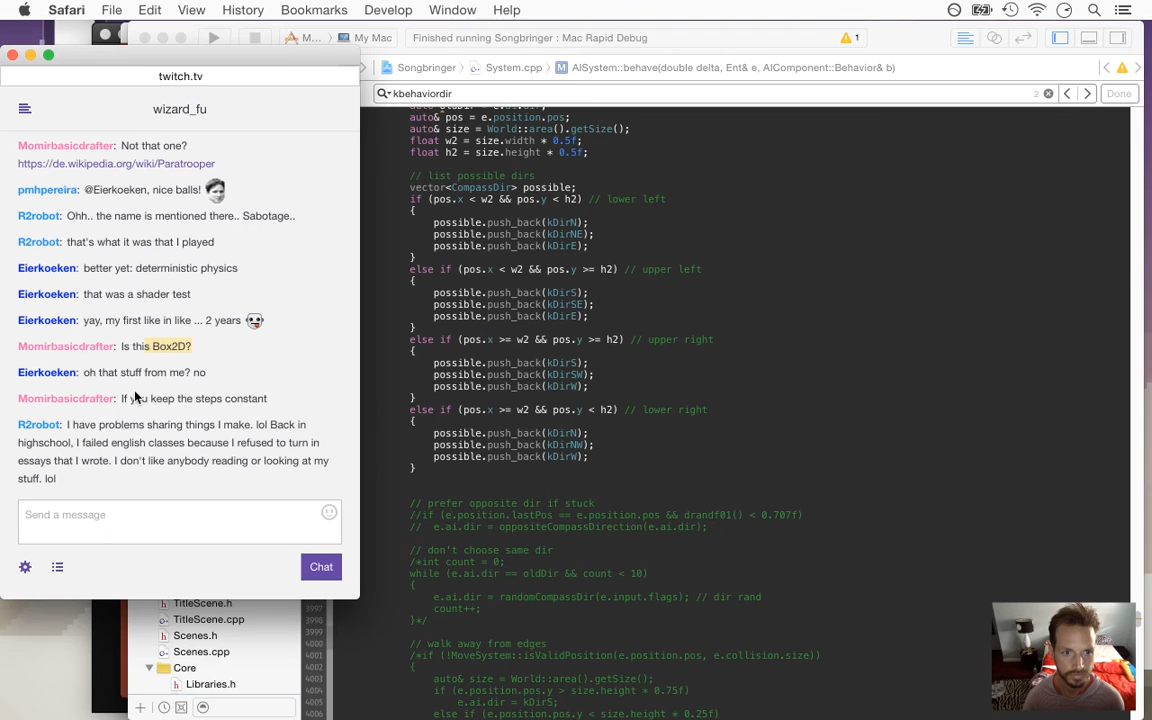 Safari File Edit View History Bookmarks Develop Window Help
M... My Mac
Finished running Songbringer : Mac Rapid Debug
1
twitch.tv
Songbringer System.cpp M AISystem::behave(double delta, Ent& e, AIComponent::Behavior& b)
kbehaviordir
2
Done
wizard_fu
Momirbasicdrafter: Not that one?
https://de.wikipedia.org/wiki/Paratrooper
pmhpereira: @Eierkoeken, nice balls!
R2robot: Ohh.. the name is mentioned there.. Sabotage..
R2robot: that's what it was that I played
Eierkoeken: better yet: deterministic physics
Eierkoeken: that was a shader test
Eierkoeken: yay, my first like in like ... 2 years
Momirbasicdrafter: Is this Box2D?
Eierkoeken: oh that stuff from me? no
Momirbasicdrafter: If you keep the steps constant
R2robot: I have problems sharing things I make. lol Back in
highschool, I failed english classes because I refused to turn in
essays that I wrote. I don't like anybody reading or looking at my
stuff. lol
Send a message
Chat
auto& pos = e.position.pos;
auto& size = World::area().getSize();
float w2 = size.width * 0.5f;
float h2 = size.height * 0.5f;
// list possible dirs
vector<CompassDir> possible;
if (pos.x < w2 && pos.y < h2) // lower left
{
possible.push_back(kDirN);
possible.push_back(kDirNE);
possible.push_back(kDirE);
}
else if (pos.x < w2 && pos.y >= h2) // upper left
{
possible.push_back(kDirS);
possible.push_back(kDirSE);
possible.push_back(kDirE);
}
else if (pos.x >= w2 && pos.y >= h2) // upper right
{
possible.push_back(kDirS);
possible.push_back(kDirSW);
possible.push_back(kDirW);
}
else if (pos.x >= w2 && pos.y < h2) // lower right
{
possible.push_back(kDirN);
possible.push_back(kDirNW);
possible.push_back(kDirW);
}
// prefer opposite dir if stuck
//if (e.position.lastPos == e.position.pos && drandf01() < 0.707f)
// e.ai.dir = oppositeCompassDirection(e.ai.dir);
// don't choose same dir
/*int count = 0;
while (e.ai.dir == oldDir && count < 10)
{
e.ai.dir = randomCompassDir(e.input.flags); // dir rand
count++;
}*/
// walk away from edges
/*if (!MoveSystem::isValidPosition(e.position.pos, e.collision.size))
{
auto& size = World::area().getSize();
if (e.position.pos.y > size.height * 0.75f)
e.ai.dir = kDirS;
else if (e.position.pos.y < size.height * 0.25f)
3997
3998
3999
4000
4001
4002
4003
4004
4005
4006
TitleScene.h
TitleScene.cpp
Scenes.h
Scenes.cpp
Core
Libraries.h